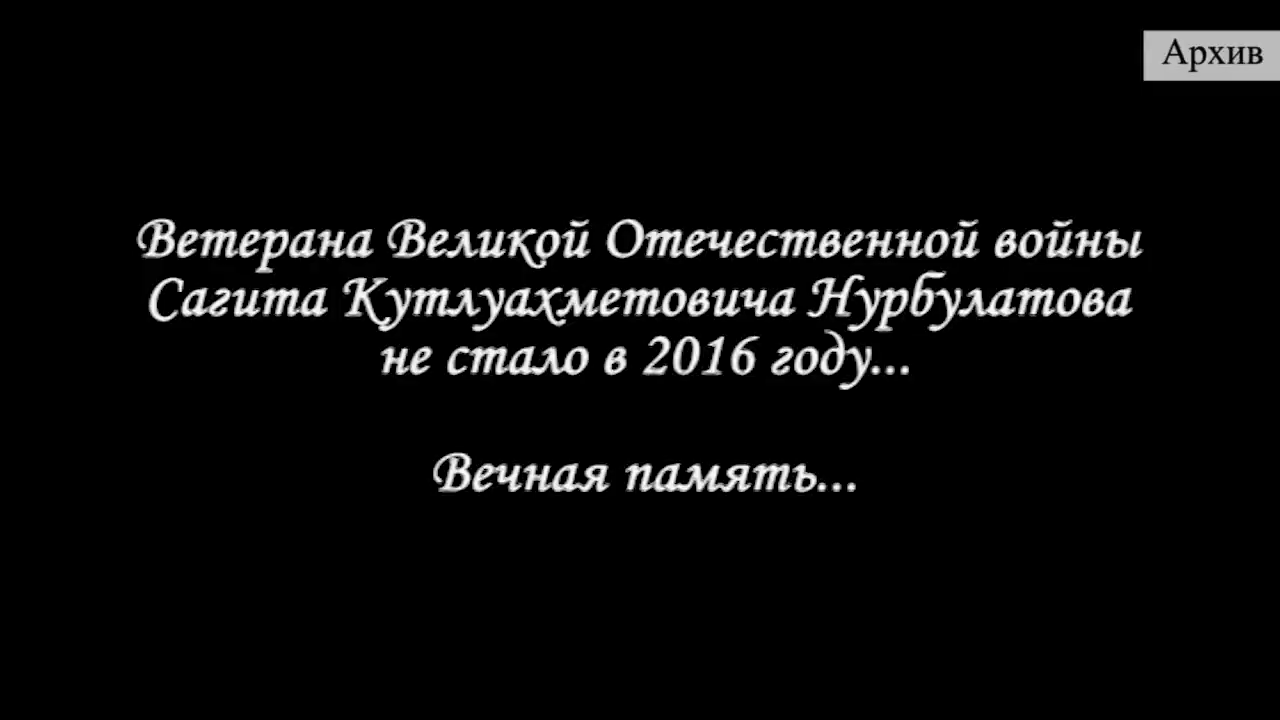 Архив
Ветерана Великой Отечественной войны
Сагита Кутлуахметовича Нурбулатова
не стало в 2016 году...
Вечная память...